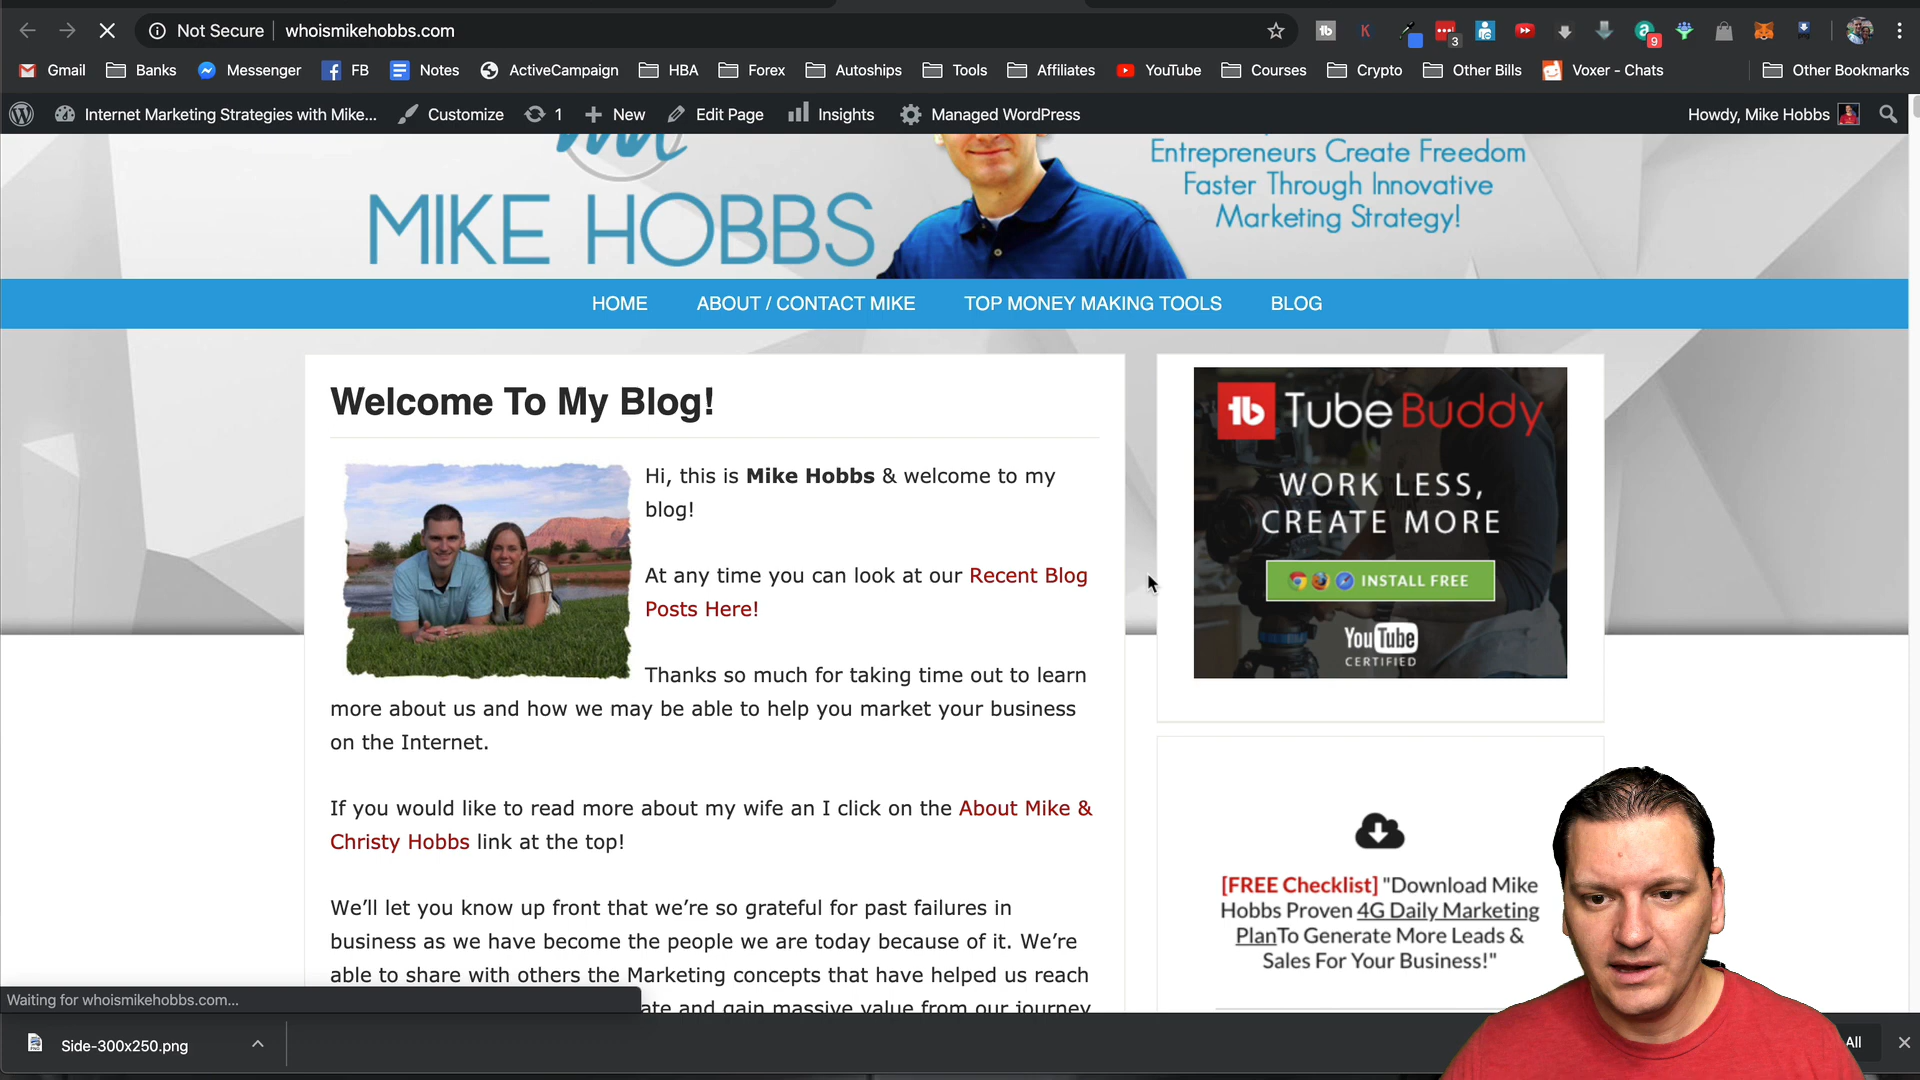 Not Secure whoismikehobbs.com
3
9
Gmail Banks Messenger FB Notes ActiveCampaign HBA Forex Autoships Tools Affiliates YouTube Courses Crypto Other Bills Voxer - Chats Other Bookmarks
Internet Marketing Strategies with Mike... Customize 1 New Edit Page Insights Managed WordPress Howdy, Mike Hobbs
MIKE HOBBS
Entrepreneurs Create Freedom
Faster Through Innovative
Marketing Strategy!
HOME ABOUT / CONTACT MIKE TOP MONEY MAKING TOOLS BLOG
Welcome To My Blog!
Hi, this is Mike Hobbs & welcome to my
blog!
At any time you can look at our Recent Blog
Posts Here!
Thanks so much for taking time out to learn
more about us and how we may be able to help you market your business
on the Internet.
If you would like to read more about my wife an I click on the About Mike &
Christy Hobbs link at the top!
We’ll let you know up front that we’re so grateful for past failures in
business as we have become the people we are today because of it. We’re
able to share with others the Marketing concepts that have helped us reach
ate and gain massive value from our journey
tb TubeBuddy
WORK LESS,
CREATE MORE
INSTALL FREE
YouTube
CERTIFIED
[FREE Checklist] "Download Mike
Hobbs Proven 4G Daily Marketing
PlanTo Generate More Leads &
Sales For Your Business!"
Waiting for whoismikehobbs.com...
Side-300x250.png
All